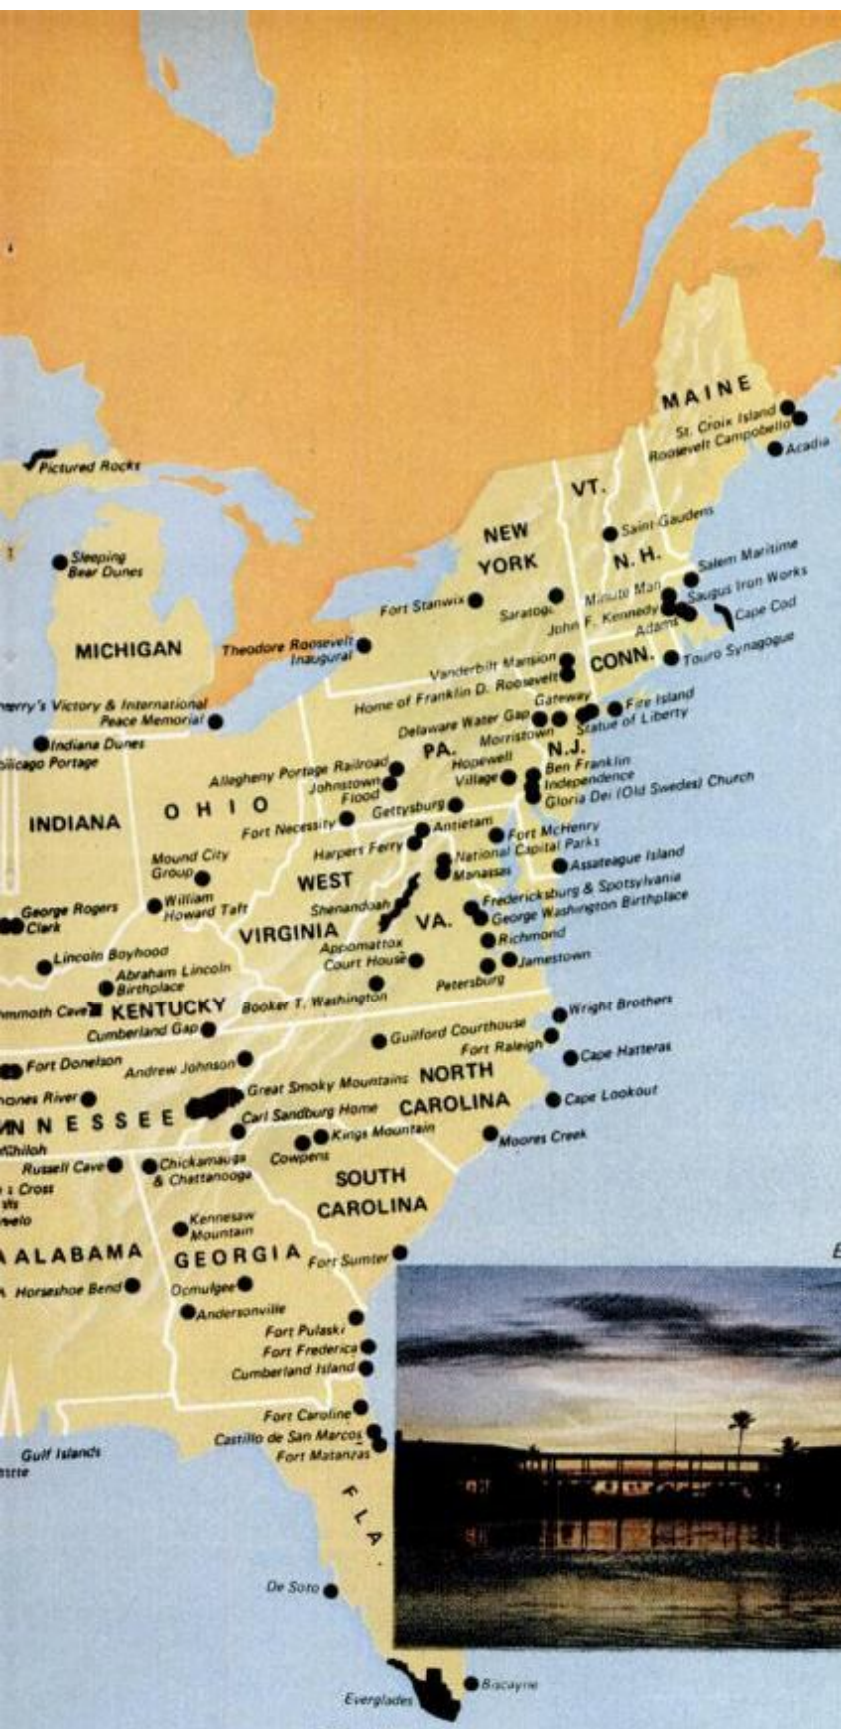 MAINE
St. Croix Island
Roosevelt Campobello
Acadia
Pictured Rocks
VT.
Saint-Gaudens
NEW
YORK
N. H.
Sleeping
Bear Dunes
Salem Maritime
Minute Man
Saugus Iron Works
Fort Stanwix
Saratoga
John F. Kennedy
Cape Cod
Adams
MICHIGAN
Theodore Roosevelt
Inaugural
CONN.
Touro Synagogue
Vanderbilt Mansion
Home of Franklin D. Roosevelt
Victory & International
Peace Memorial
Gateway
Fire Island
Delaware Water Gap
Statue of Liberty
Morristown
Indiana Dunes
Portage
PA.
N.J.
Hopewell
Village
Ben Franklin
Independence
Gloria Dei (Old Swedes) Church
Allegheny Portage Railroad
Johnstown
Flood
OHIO
INDIANA
Gettysburg
Fort Necessity
Antietam
Fort McHenry
Harpers Ferry
National Capital Parks
Manassas
Assateague Island
Mound City
Group
WEST
VIRGINIA
William
Howard Taft
Shenandoah
VA.
Fredericksburg & Spotsylvania
George Washington Birthplace
George Rogers
Clark
Richmond
Appomattox
Court House
Jamestown
Lincoln Boyhood
Abraham Lincoln
Birthplace
Petersburg
Cave
KENTUCKY
Booker T. Washington
Wright Brothers
Cumberland Gap
Guilford Courthouse
Fort Raleigh
Cape Hatteras
Fort Donelson
Andrew Johnson
Great Smoky Mountains
NORTH
CAROLINA
River
NNESSEE
Carl Sandburg Home
Cape Lookout
Kings Mountain
Cowpens
Moores Creek
Shiloh
Russell Cave
Chickamauga
& Chattanooga
Cross
SOUTH
CAROLINA
Kennesaw
Mountain
ALABAMA
GEORGIA
Fort Sumter
Horseshoe Bend
Ocmulgee
Andersonville
Fort Pulaski
Fort Frederica
Cumberland Island
Fort Caroline
Castillo de San Marcos
Fort Matanzas
Gulf Islands
FLA.
De Soto
Everglades
Biscayne